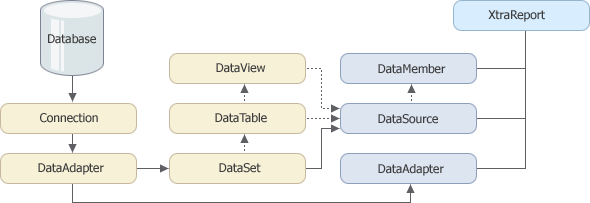 XtraReport
Database
DataView
DataMember
Connection
DataTable
DataSource
DataAdapter
DataSet
DataAdapter